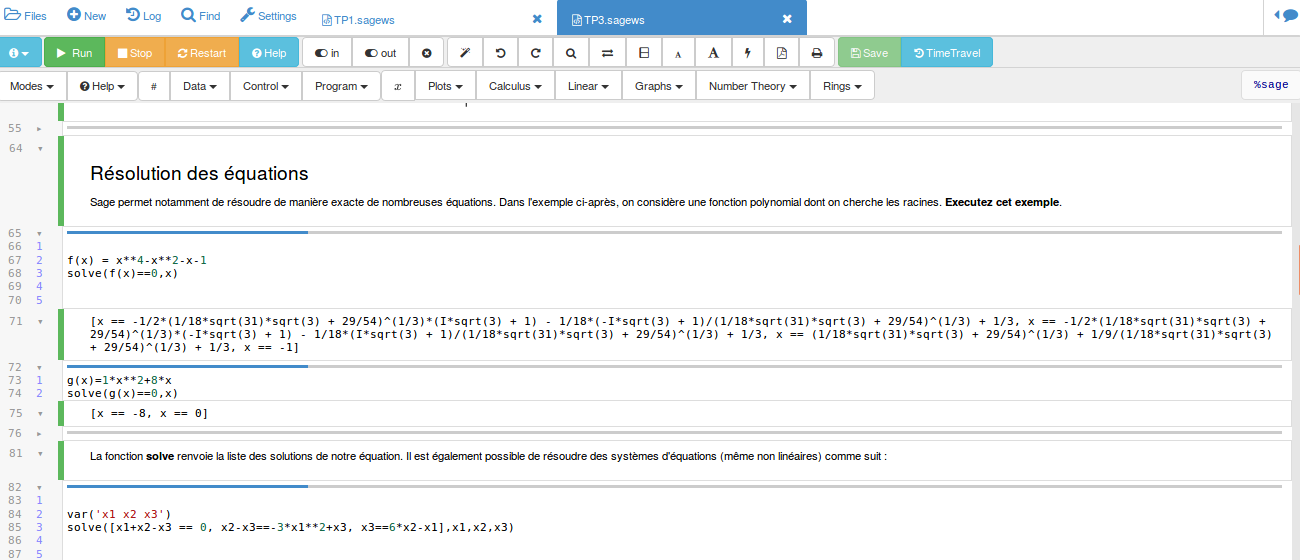 Files New Log Find Settings TP1.sagews TP3.sagews
Run Stop Restart Help in out A A Save TimeTravel
Modes Help # Data Control Program x Plots Calculus Linear Graphs Number Theory Rings %sage
55
64
Résolution des équations
Sage permet notamment de résoudre de manière exacte de nombreuses équations. Dans l'exemple ci-après, on considère une fonction polynomial dont on cherche les racines. Executez cet exemple.
65
66 1
67 2 f(x) = x**4-x**2-x-1
68 3 solve(f(x)==0,x)
69 4
70 5
71 [x == -1/2*(1/18*sqrt(31)*sqrt(3) + 29/54)^(1/3)*(I*sqrt(3) + 1) - 1/18*(-I*sqrt(3) + 1)/(1/18*sqrt(31)*sqrt(3) + 29/54)^(1/3) + 1/3, x == -1/2*(1/18*sqrt(31)*sqrt(3) +
29/54)^(1/3)*(-I*sqrt(3) + 1) - 1/18*(I*sqrt(3) + 1)/(1/18*sqrt(31)*sqrt(3) + 29/54)^(1/3) + 1/3, x == (1/18*sqrt(31)*sqrt(3) + 29/54)^(1/3) + 1/9/(1/18*sqrt(31)*sqrt(3)
+ 29/54)^(1/3) + 1/3, x == -1]
72
73 1 g(x)=1*x**2+8*x
74 2 solve(g(x)==0,x)
75 [x == -8, x == 0]
76
81 La fonction solve renvoie la liste des solutions de notre équation. Il est également possible de résoudre des systèmes d'équations (même non linéaires) comme suit :
82
83 1
84 2 var('x1 x2 x3')
85 3 solve([x1+x2-x3 == 0, x2-x3==-3*x1**2+x3, x3==6*x2-x1],x1,x2,x3)
86 4
87 5